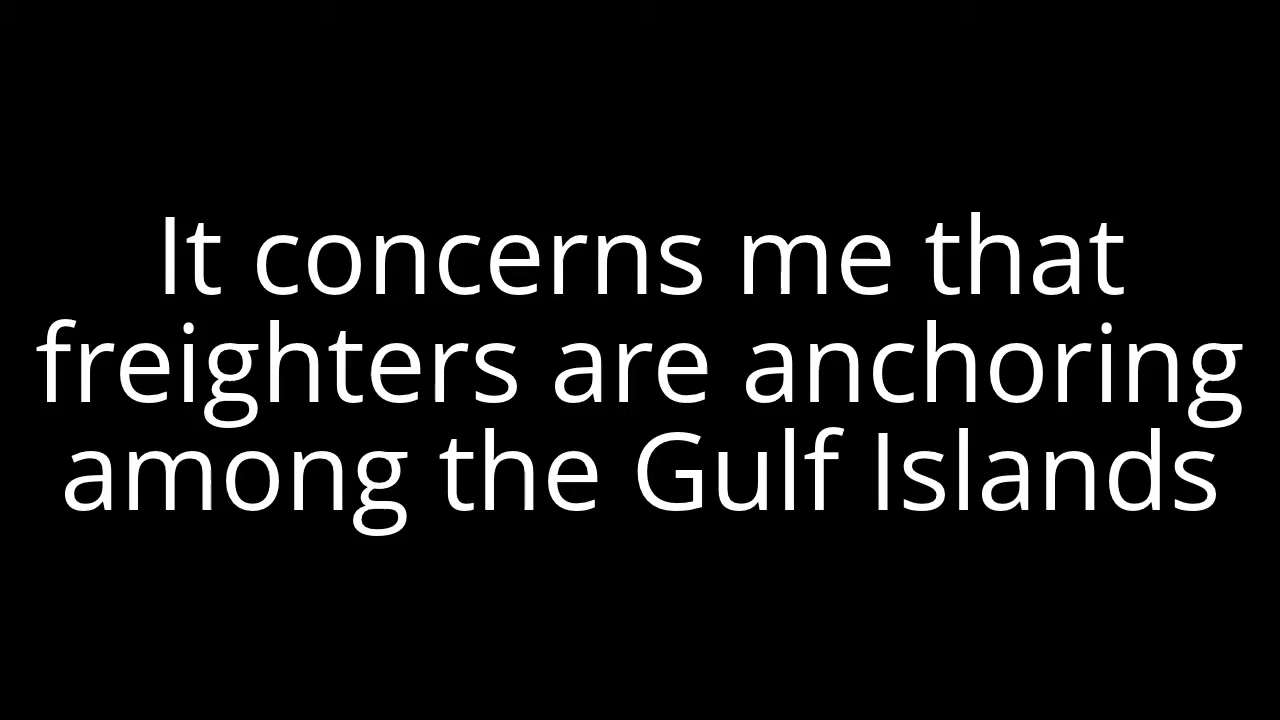 It concerns me that
freighters are anchoring
among the Gulf Islands